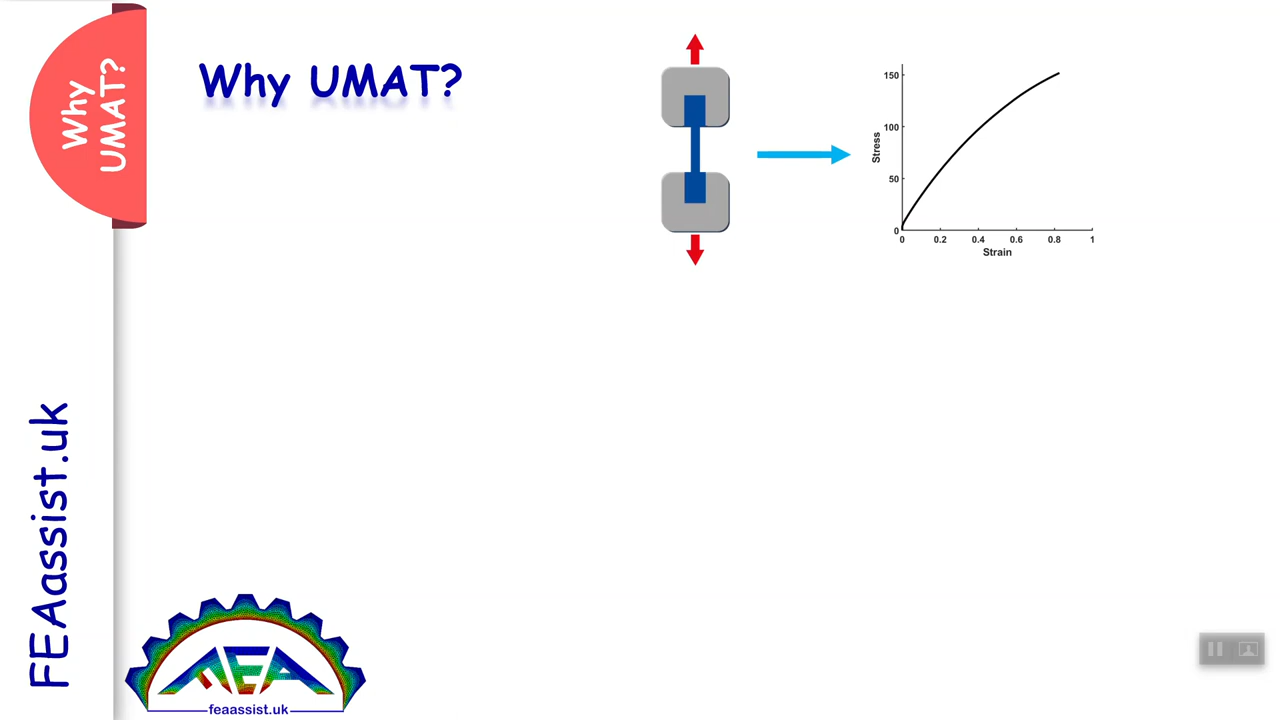 Why
UMAT?
Why UMAT?
150
100
50
0
Stress
0 0.2 0.4 0.6 0.8 1
Strain
FEAassist.uk
FEA
feaassist.uk